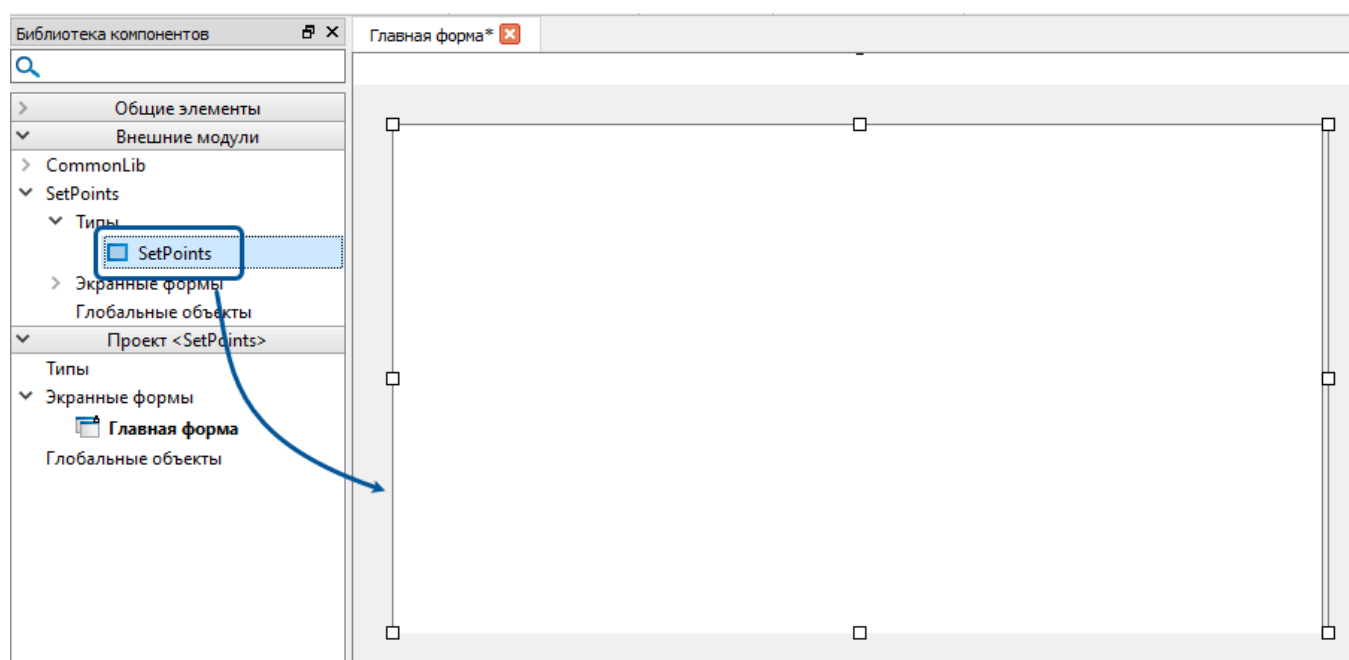 Библиотека компонентов
Главная форма*
Общие элементы
Внешние модули
CommonLib
SetPoints
Типы
SetPoints
Экранные формы
Глобальные объекты
Проект <SetPoints>
Типы
Экранные формы
Главная форма
Глобальные объекты